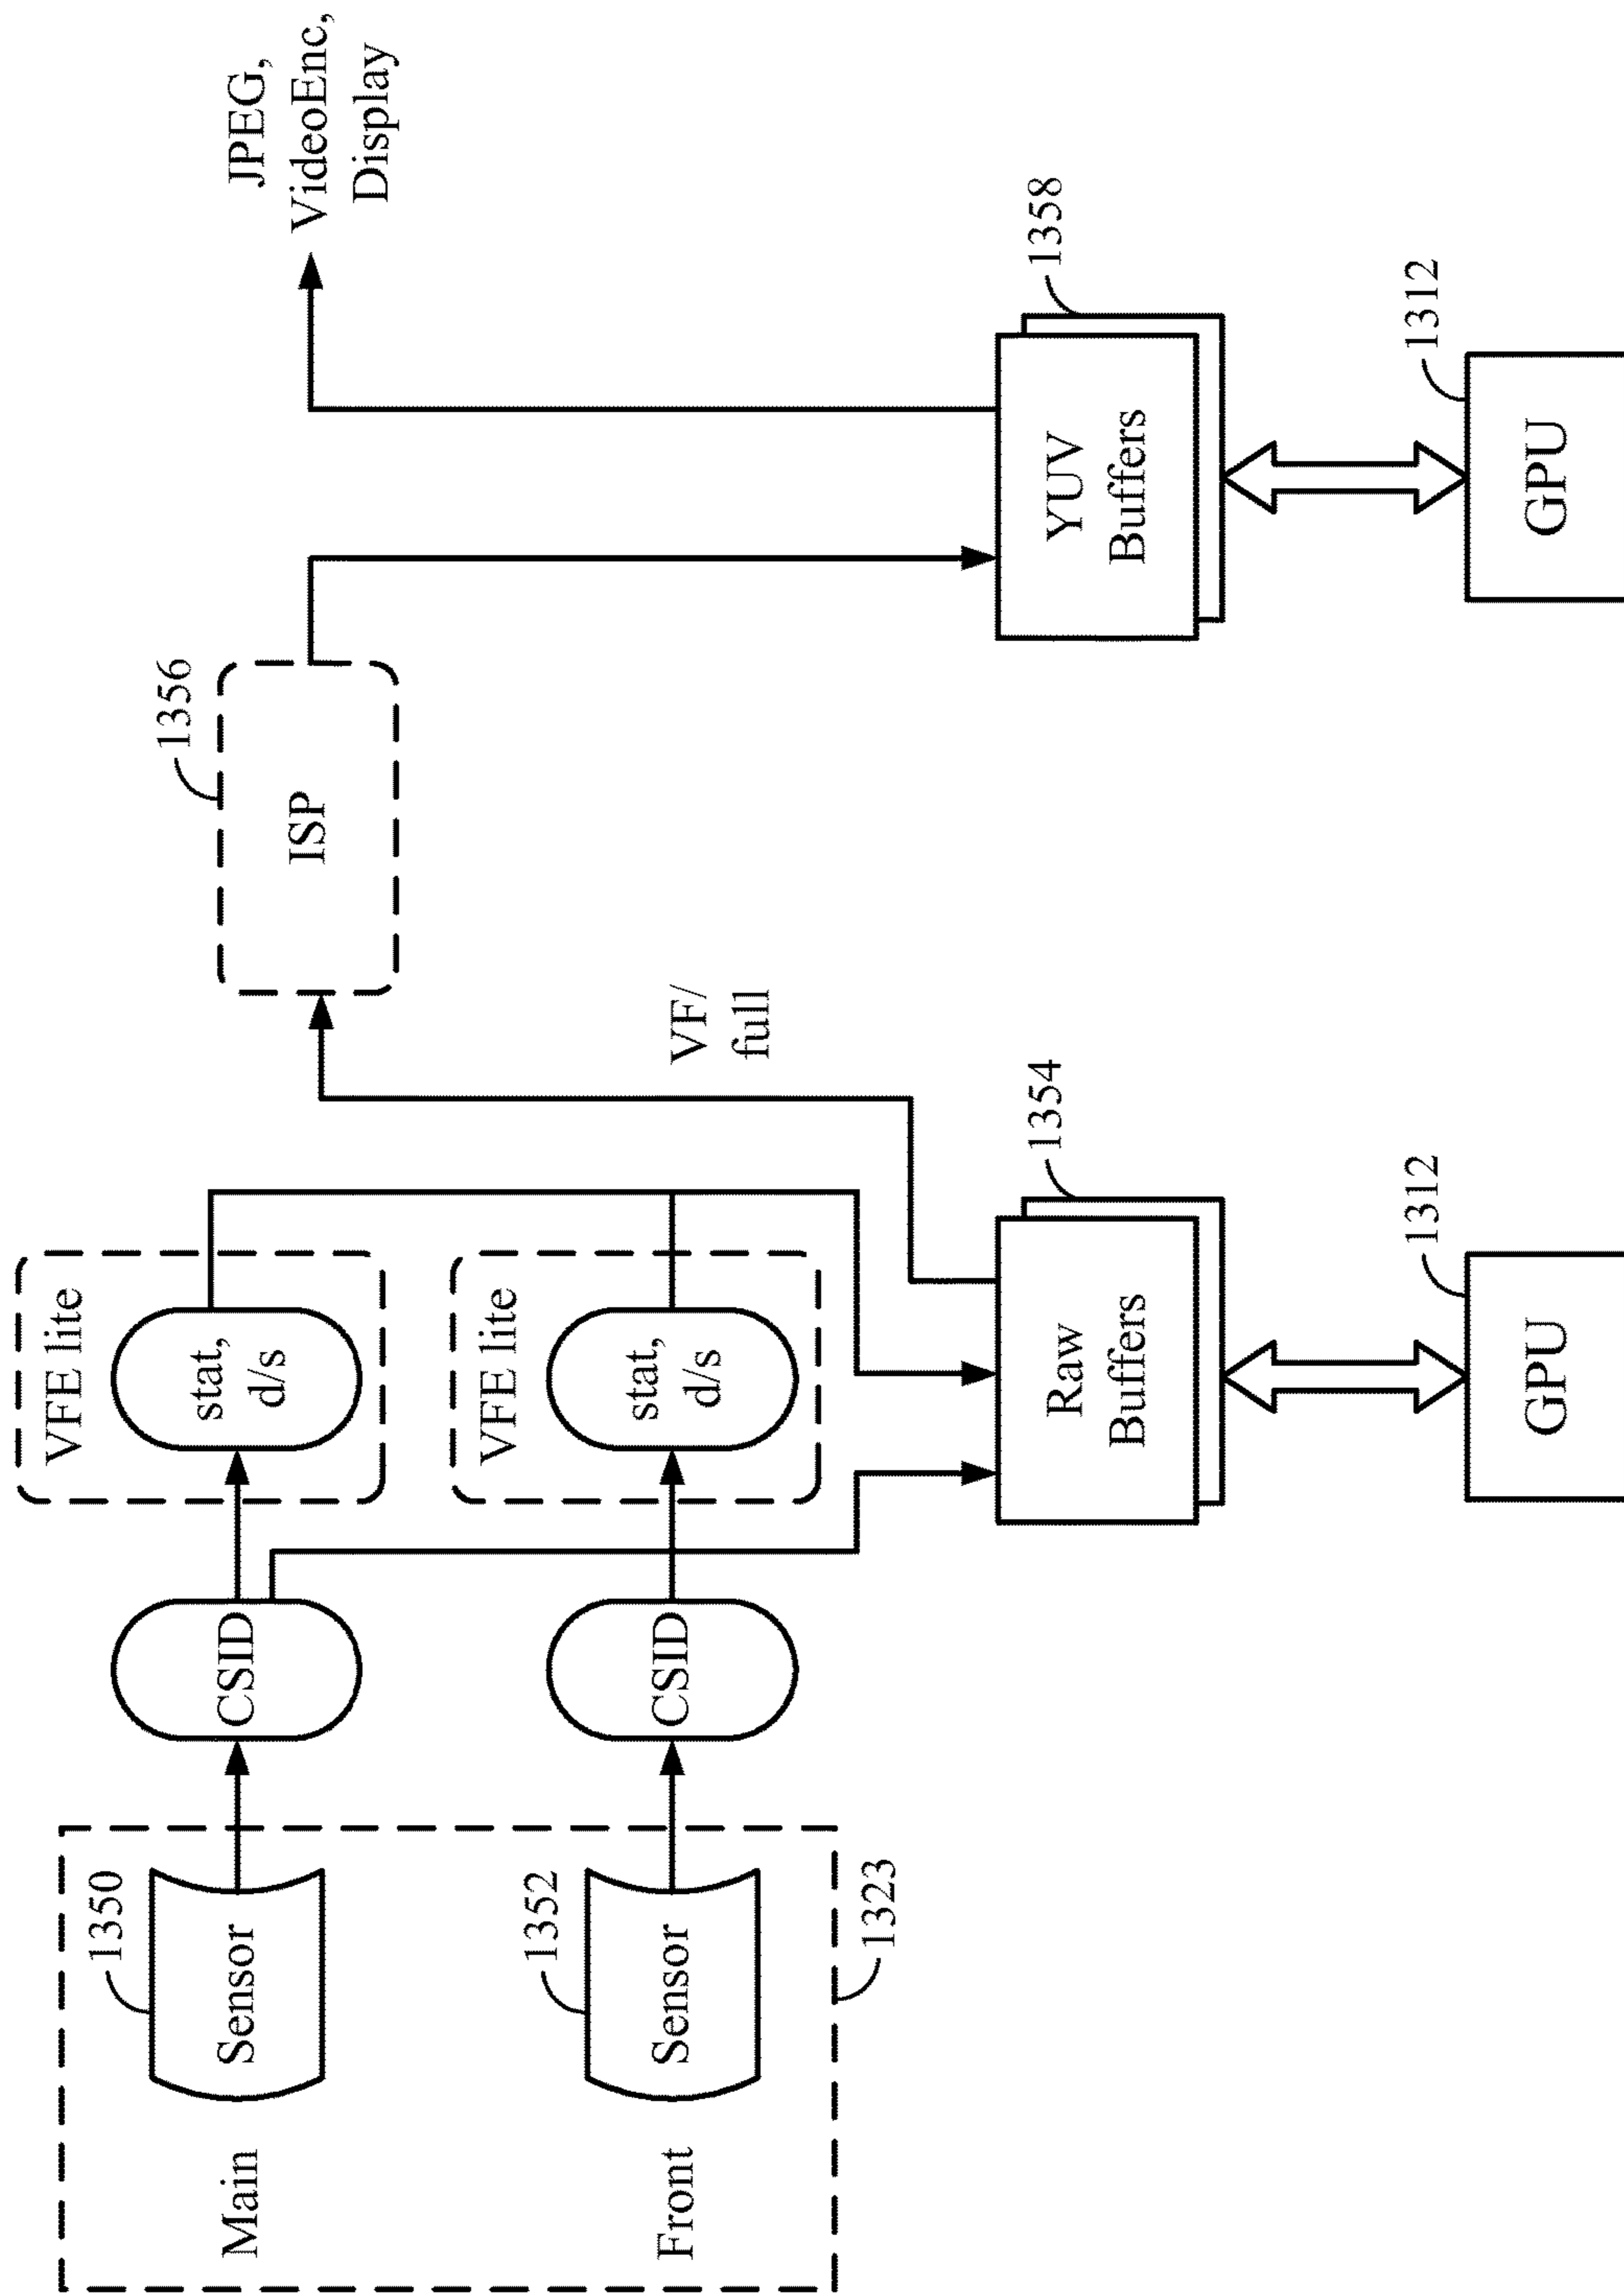 Main
Sensor
1350
CSID
VFE lite
stat,
d/s
1356
ISP
JPEG,
VideoEnc,
Display
Front
Sensor
1352
1323
CSID
VFE lite
stat,
d/s
VF/
full
Raw
Buffers
1354
YUV
Buffers
1358
GPU
1312
GPU
1312